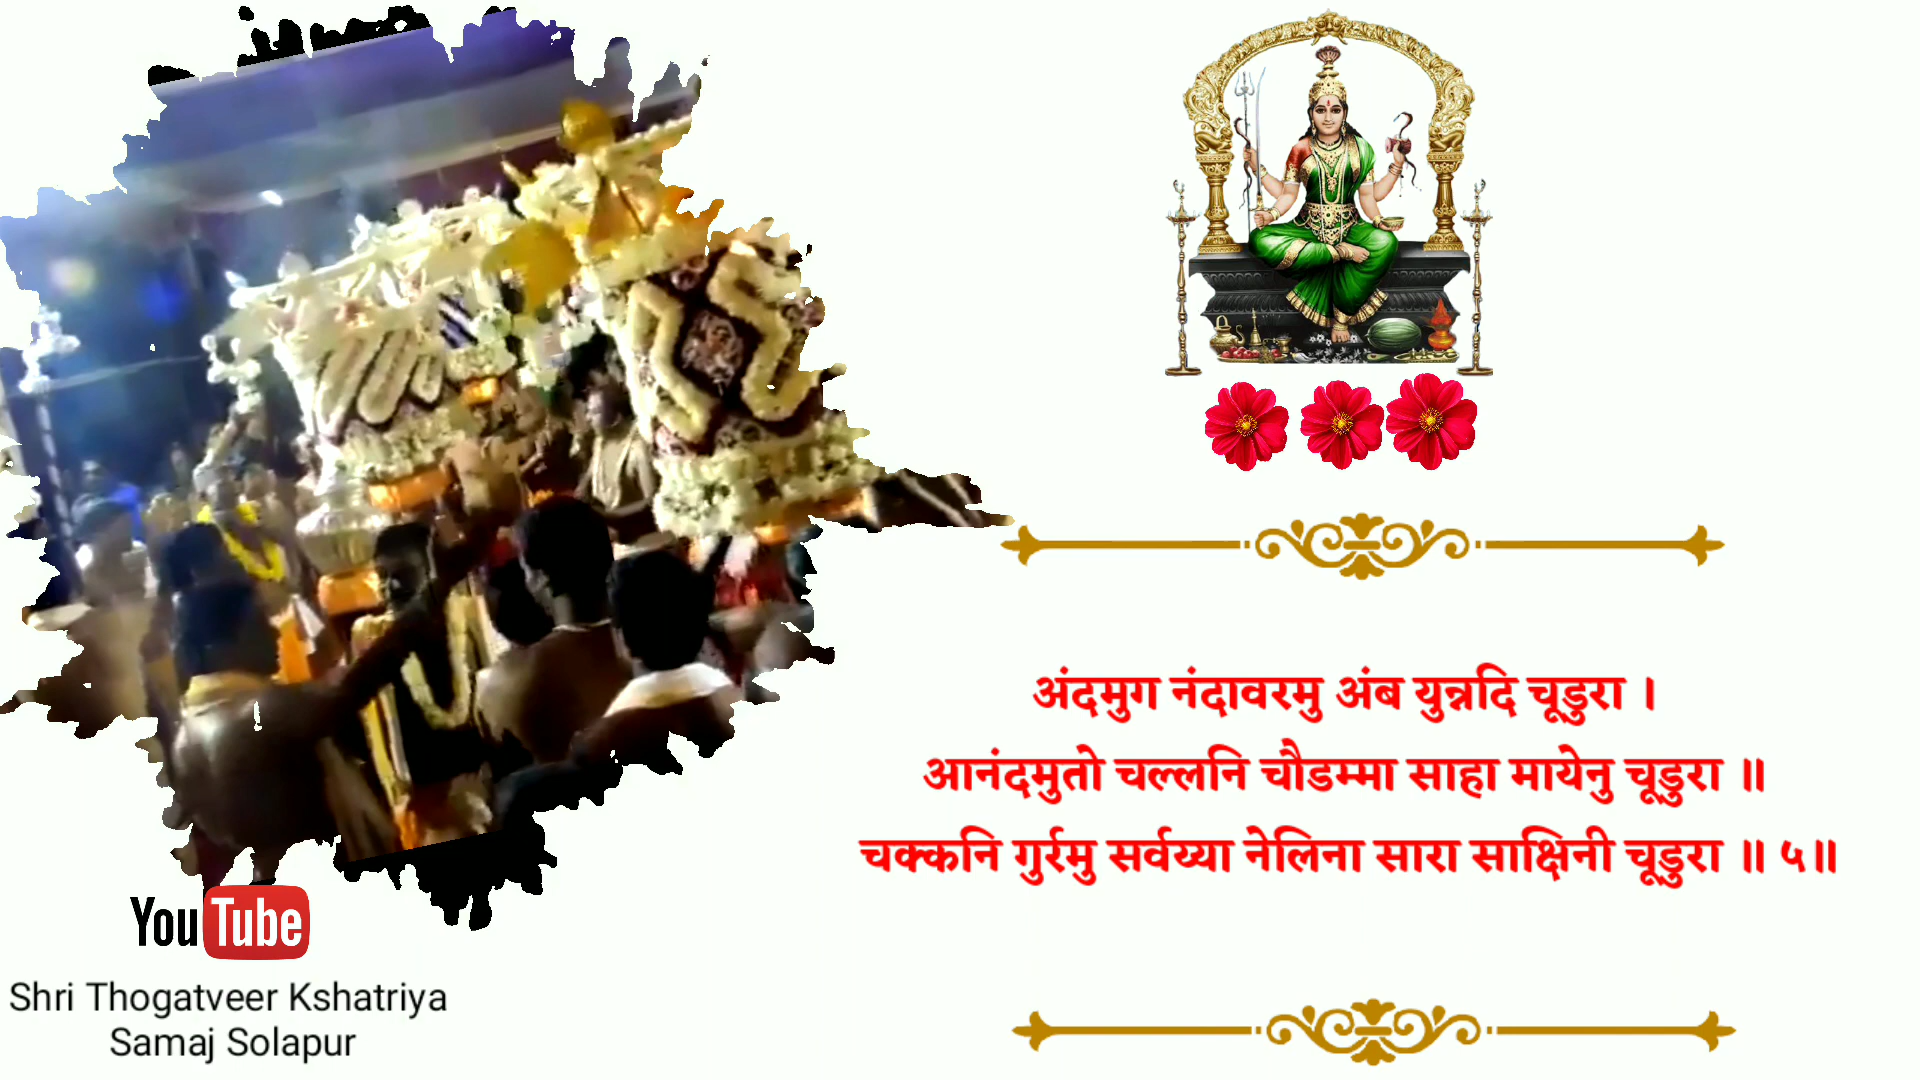 अंदमुग नंदावरमु अंब युन्नदि चूडुरा ।
आनंदमुतो चल्लनि चौडम्मा साहा मायेनु चूडुरा ॥
चक्कनि गुर्रमु सर्वय्या नेलिना सारा साक्षिनी चूडुरा ॥ ५॥
YouTube
Shri Thogatveer Kshatriya
Samaj Solapur